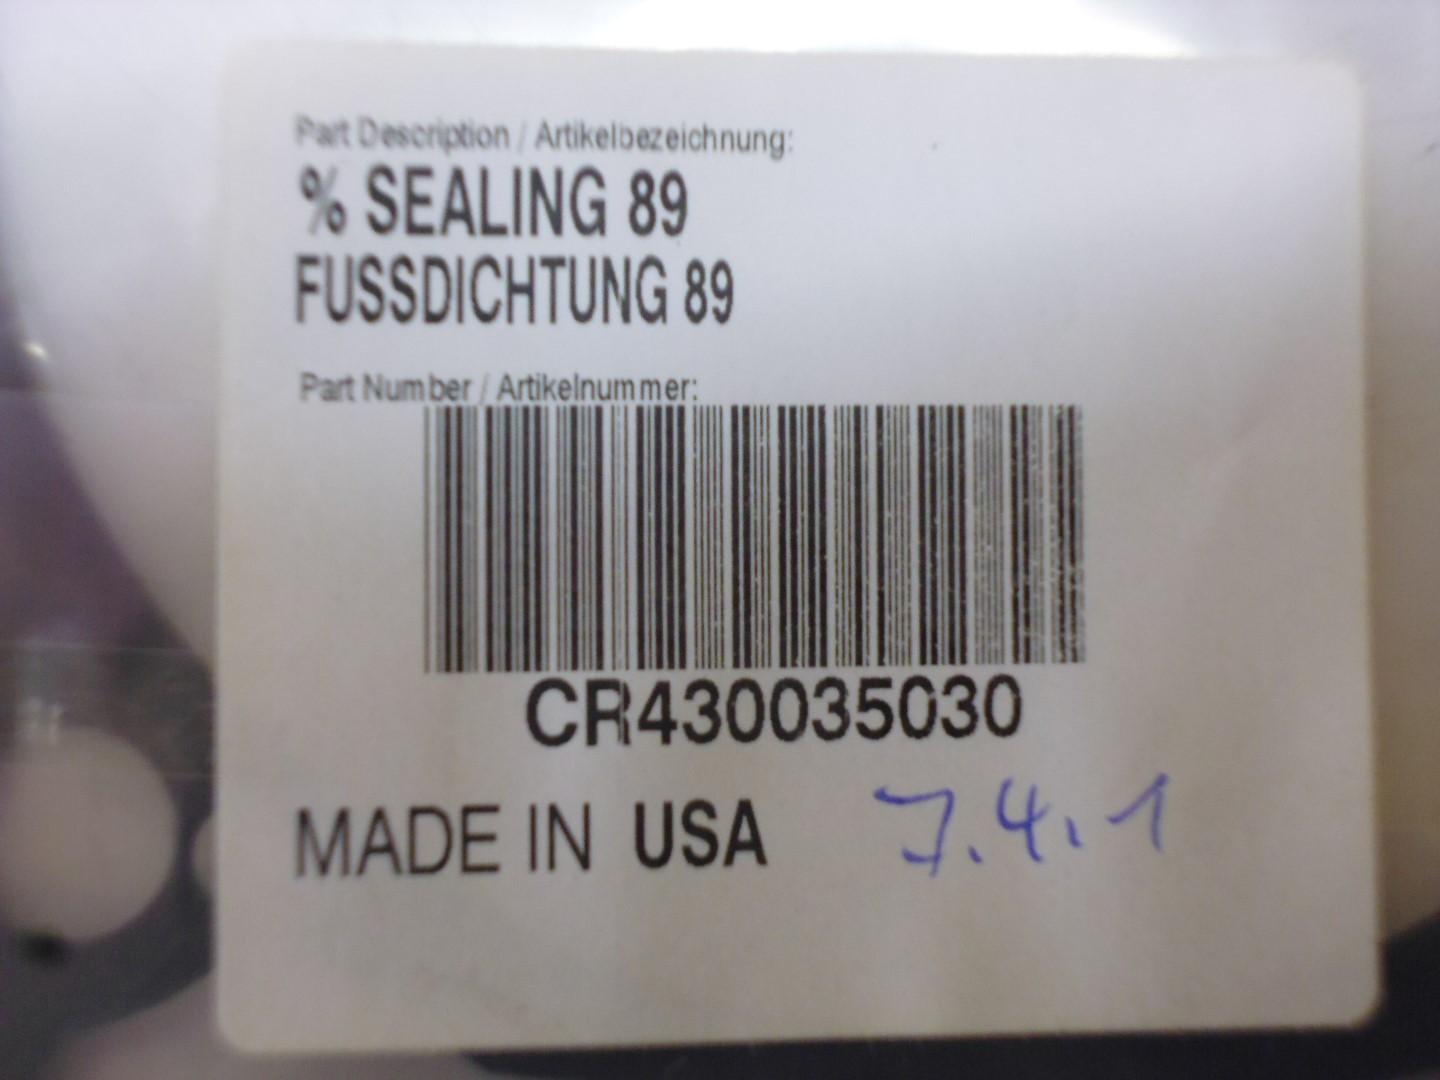 Part Description / Artikelbezeichnung:
% SEALING 89
FUSSDICHTUNG 89
Part Number / Artikelnummer:
CR430035030
MADE IN USA 7.4.1